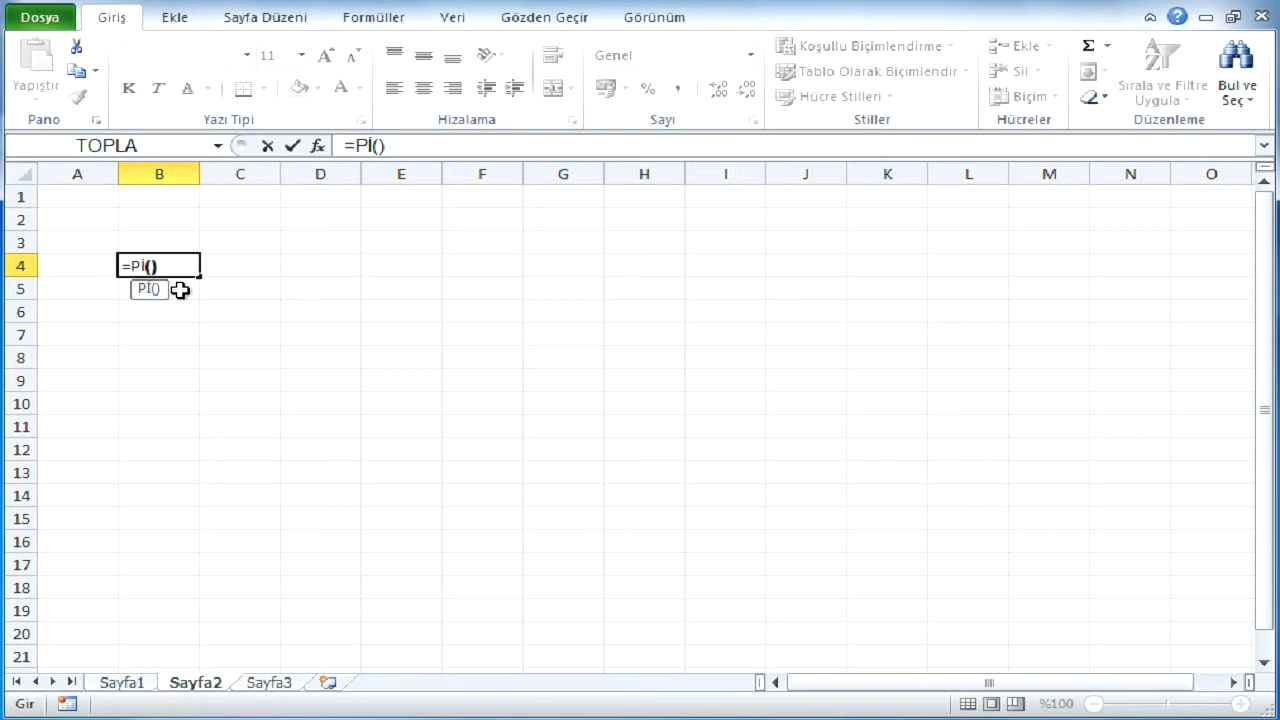 Dosya Giriş Ekle Sayfa Düzeni Formüller Veri Gözden Geçir Görünüm
Yapıştır
11
K T A A
Genel
%
Koşullu Biçimlendirme
Tablo Olarak Biçimlendir
Hücre Stilleri
Ekle
Sil
Biçim
Σ
Sırala ve Filtre Uygula
Bul ve Seç
Pano Yazı Tipi Hizalama Sayı Stiller Hücreler Düzenleme
TOPLA fx =Pİ()
A B C D E F G H I J K L M N O
1
2
3
4 =Pİ()
5 Pİ()
6
7
8
9
10
11
12
13
14
15
16
17
18
19
20
21
Sayfa1 Sayfa2 Sayfa3
Gir %100